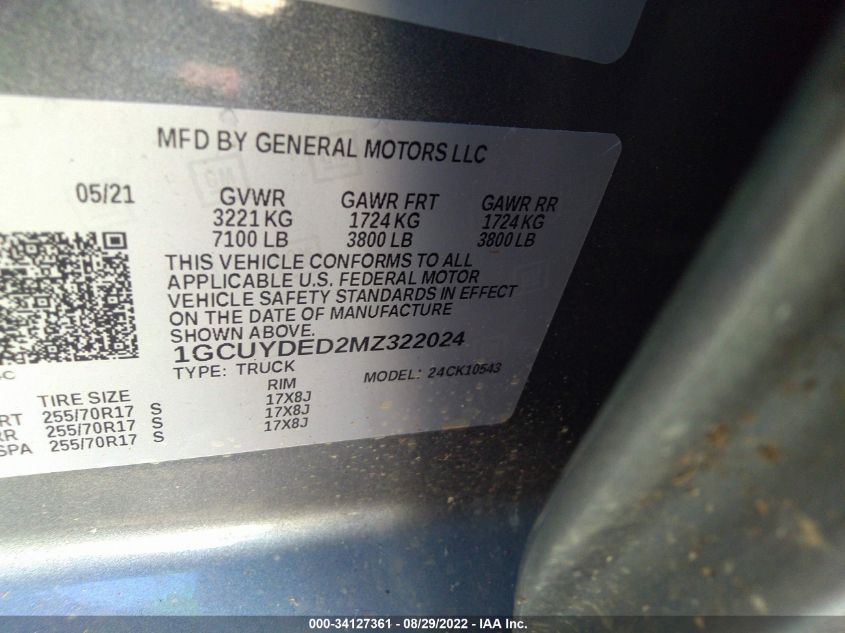 MFD BY GENERAL MOTORS LLC
05/21 GVWR GAWR FRT GAWR RR
3221 KG 1724 KG 1724 KG
7100 LB 3800 LB 3800 LB
THIS VEHICLE CONFORMS TO ALL
APPLICABLE U.S. FEDERAL MOTOR
VEHICLE SAFETY STANDARDS IN EFFECT
ON THE DATE OF MANUFACTURE
SHOWN ABOVE.
1GCUYDED2MZ322024
TYPE: TRUCK MODEL: 24CK10543
TIRE SIZE RIM
RT 255/70R17 S 17X8J
RR 255/70R17 S 17X8J
SPA 255/70R17 S 17X8J
000-34127361 - 08/29/2022 - IAA Inc.